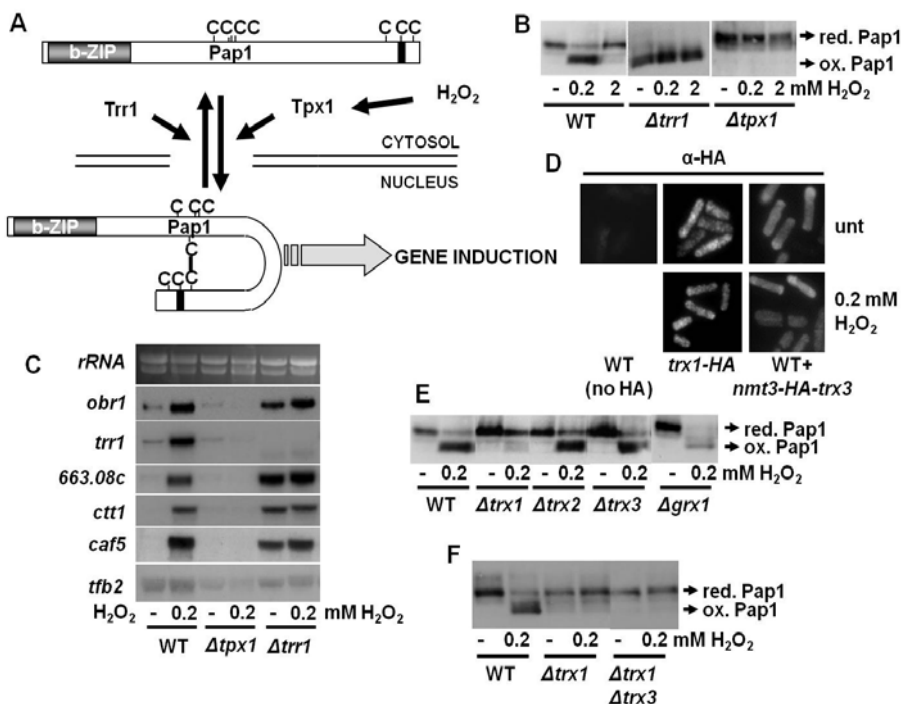 A
C CCC
C CC
b-ZIP
Pap1
Trr1
Tpx1
H2O2
CYTOSOL
NUCLEUS
C CC
b-ZIP
Pap1
C
C
CCC
GENE INDUCTION
B
red. Pap1
ox. Pap1
- 0.2 2 - 0.2 2 - 0.2 2 mM H2O2
WT Δtrr1 Δtpx1
C
rRNA
obr1
trr1
663.08c
ctt1
caf5
tfb2
H2O2 - 0.2 - 0.2 - 0.2 mM H2O2
WT Δtpx1 Δtrr1
D
α-HA
unt
0.2 mM
H2O2
WT
(no HA)
trx1-HA
WT+
nmt3-HA-trx3
E
red. Pap1
ox. Pap1
- 0.2 - 0.2 - 0.2 - 0.2 mM H2O2 - 0.2
WT Δtrx1 Δtrx2 Δtrx3 Δgrx1
F
red. Pap1
ox. Pap1
- 0.2 - 0.2 - 0.2 mM H2O2
WT Δtrx1 Δtrx1
Δtrx3